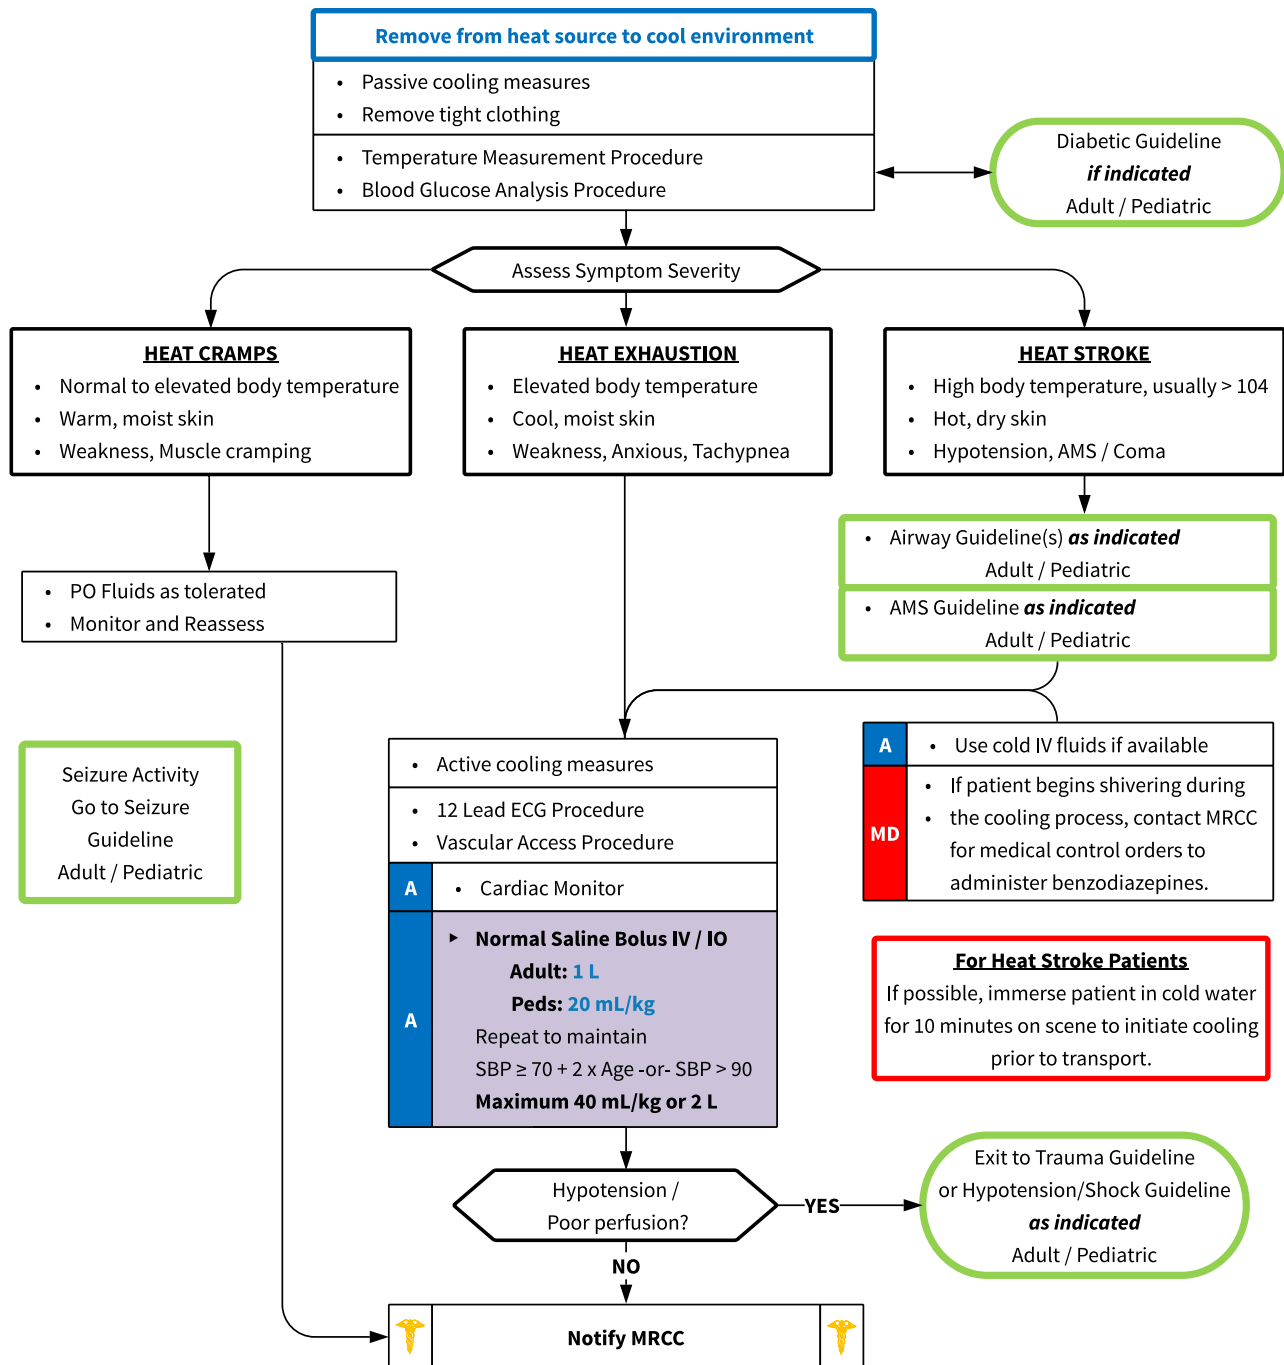 Remove from heat source to cool environment
• Passive cooling measures
• Remove tight clothing
• Temperature Measurement Procedure
• Blood Glucose Analysis Procedure
Diabetic Guideline
if indicated
Adult / Pediatric
Assess Symptom Severity
HEAT CRAMPS
• Normal to elevated body temperature
• Warm, moist skin
• Weakness, Muscle cramping
HEAT EXHAUSTION
• Elevated body temperature
• Cool, moist skin
• Weakness, Anxious, Tachypnea
HEAT STROKE
• High body temperature, usually > 104
• Hot, dry skin
• Hypotension, AMS / Coma
• Airway Guideline(s) as indicated
Adult / Pediatric
• AMS Guideline as indicated
Adult / Pediatric
• PO Fluids as tolerated
• Monitor and Reassess
Seizure Activity
Go to Seizure
Guideline
Adult / Pediatric
• Active cooling measures
• 12 Lead ECG Procedure
• Vascular Access Procedure
A
• Cardiac Monitor
A
‣ Normal Saline Bolus IV / IO
Adult: 1 L
Peds: 20 mL/kg
Repeat to maintain
SBP ≥ 70 + 2 x Age -or- SBP > 90
Maximum 40 mL/kg or 2 L
A
• Use cold IV fluids if available
MD
• If patient begins shivering during
• the cooling process, contact MRCC
for medical control orders to
administer benzodiazepines.
For Heat Stroke Patients
If possible, immerse patient in cold water
for 10 minutes on scene to initiate cooling
prior to transport.
Hypotension /
Poor perfusion?
YES
Exit to Trauma Guideline
or Hypotension/Shock Guideline
as indicated
Adult / Pediatric
NO
Notify MRCC